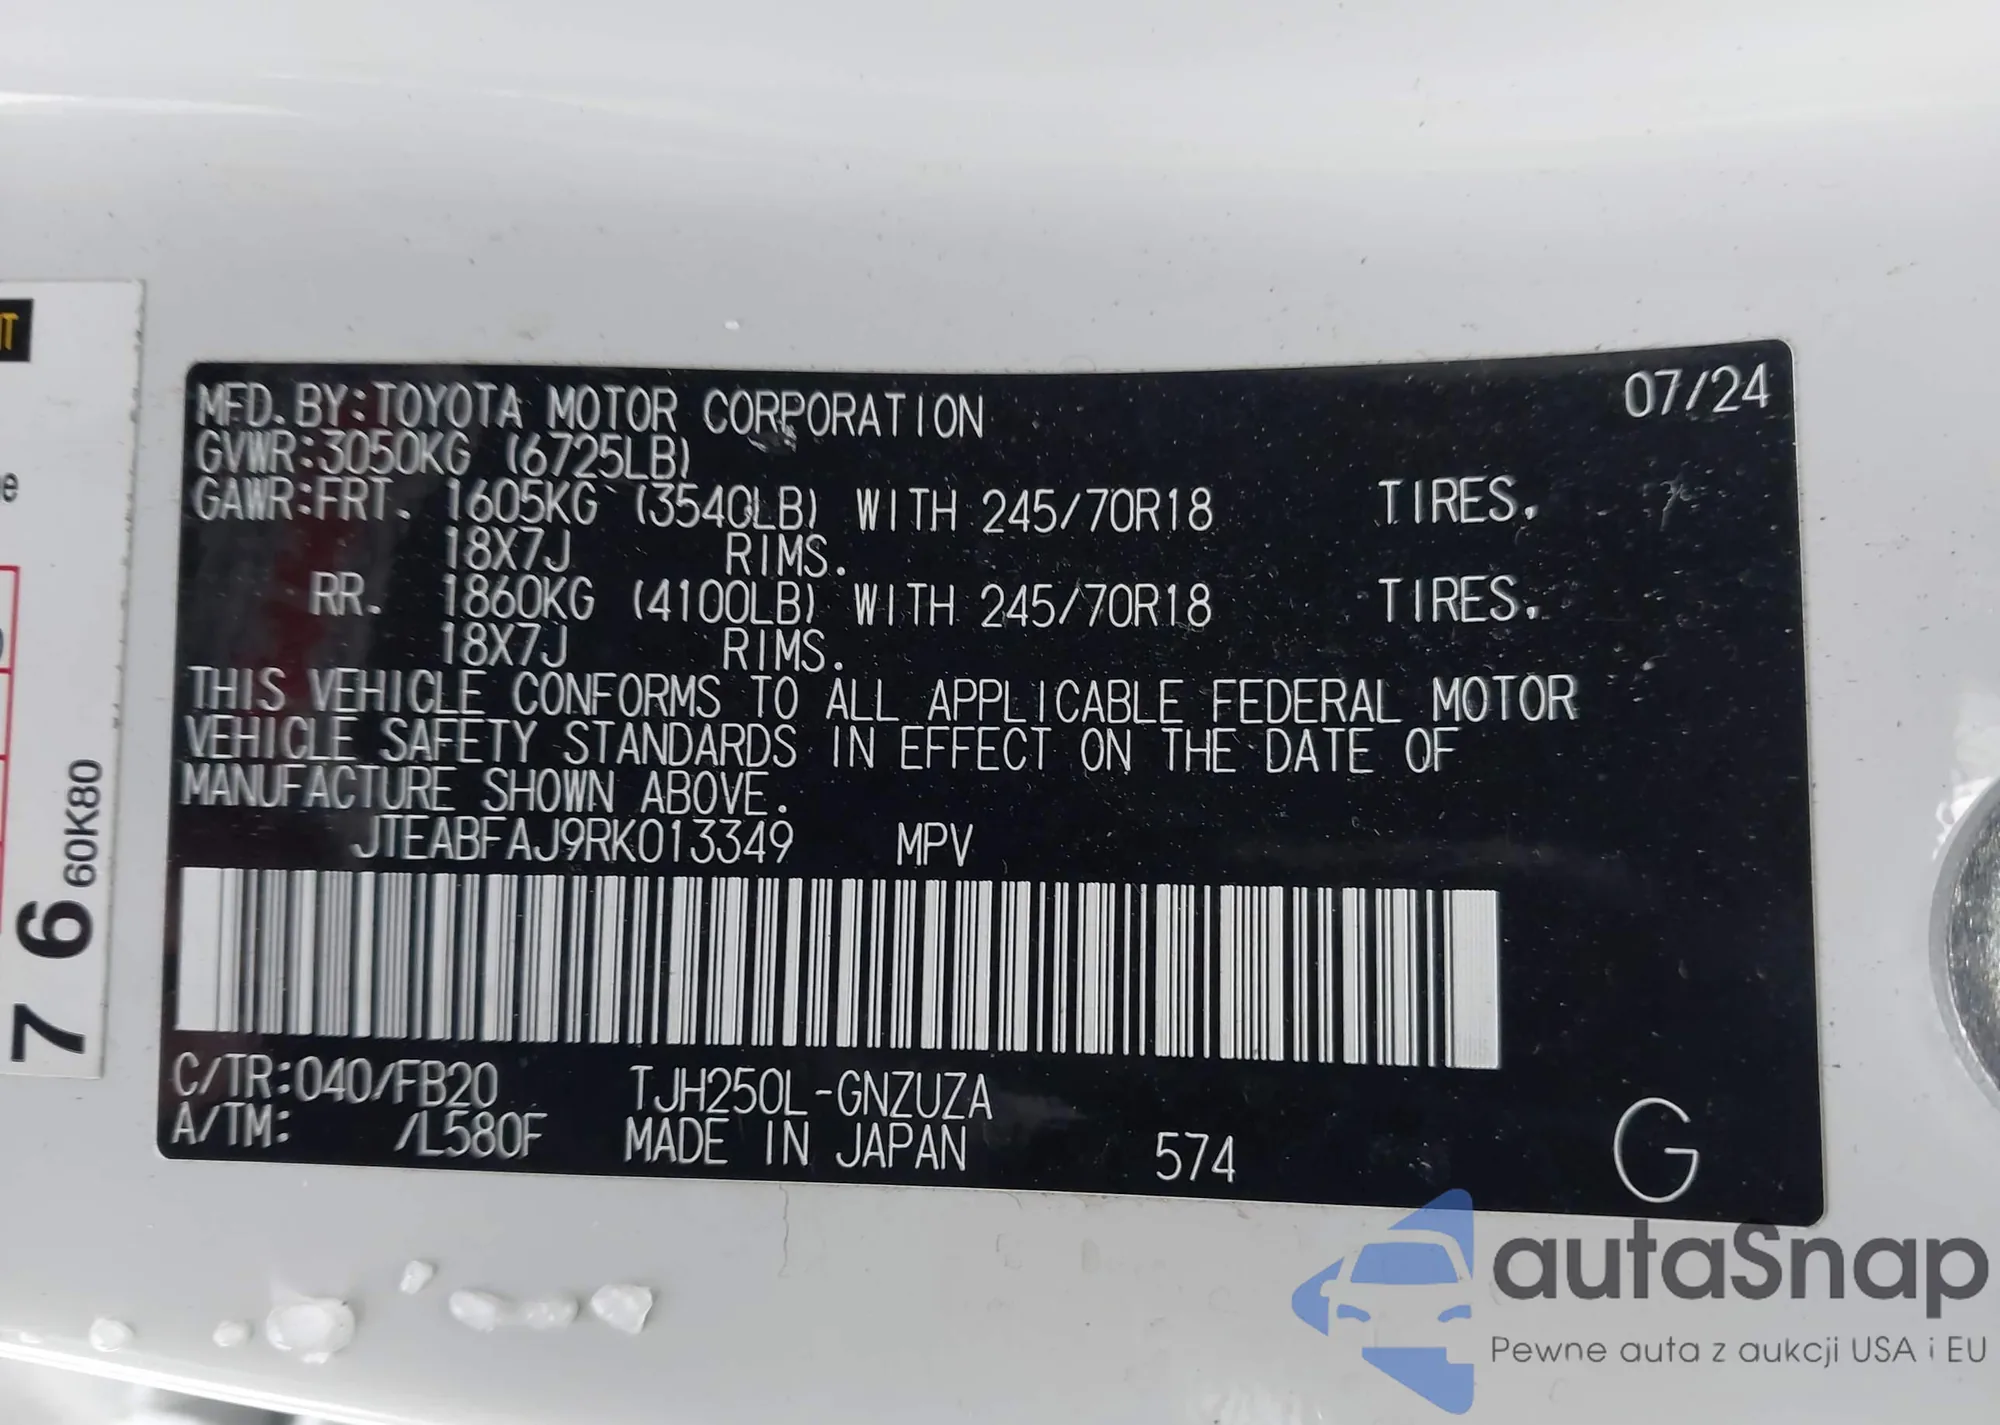 MFD. BY: TOYOTA MOTOR CORPORATION 07/24
GVWR: 3050KG (6725LB)
GAWR: FRT. 1605KG (3540LB) WITH 245/70R18 TIRES.
18X7J RIMS.
RR. 1860KG (4100LB) WITH 245/70R18 TIRES.
18X7J RIMS.
THIS VEHICLE CONFORMS TO ALL APPLICABLE FEDERAL MOTOR
VEHICLE SAFETY STANDARDS IN EFFECT ON THE DATE OF
MANUFACTURE SHOWN ABOVE.
JTEABFAJ9RK013349 MPV
C/TR: 040/FB20 TJH250L-GNZUZA
A/TM: /L580F MADE IN JAPAN 574 G
7 6 60K80
autaSnap
Pewne auta z aukcji USA i EU